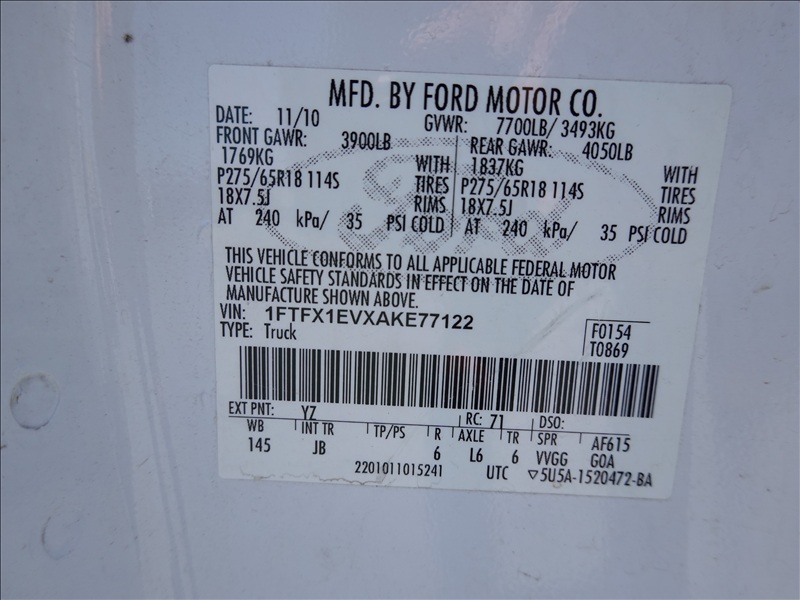 MFD. BY FORD MOTOR CO.
DATE: 11/10 GVWR: 7700LB/ 3493KG
FRONT GAWR: 3900LB REAR GAWR: 4050LB
1769KG WITH 1837KG WITH
P275/65R18 114S TIRES P275/65R18 114S TIRES
18X7.5J RIMS 18X7.5J RIMS
AT 240 kPa/ 35 PSI COLD AT 240 kPa/ 35 PSI COLD
Ford
THIS VEHICLE CONFORMS TO ALL APPLICABLE FEDERAL MOTOR
VEHICLE SAFETY STANDARDS IN EFFECT ON THE DATE OF
MANUFACTURE SHOWN ABOVE.
VIN: 1FTFX1EVXAKE77122
TYPE: Truck
F0154
T0869
EXT PNT: YZ RC: 71 DSO:
WB INT TR TP/PS R AXLE TR SPR AF615
145 JB 6 L6 6 VVGG GOA
2201011015241 UTC ▽5U5A-1520472-BA